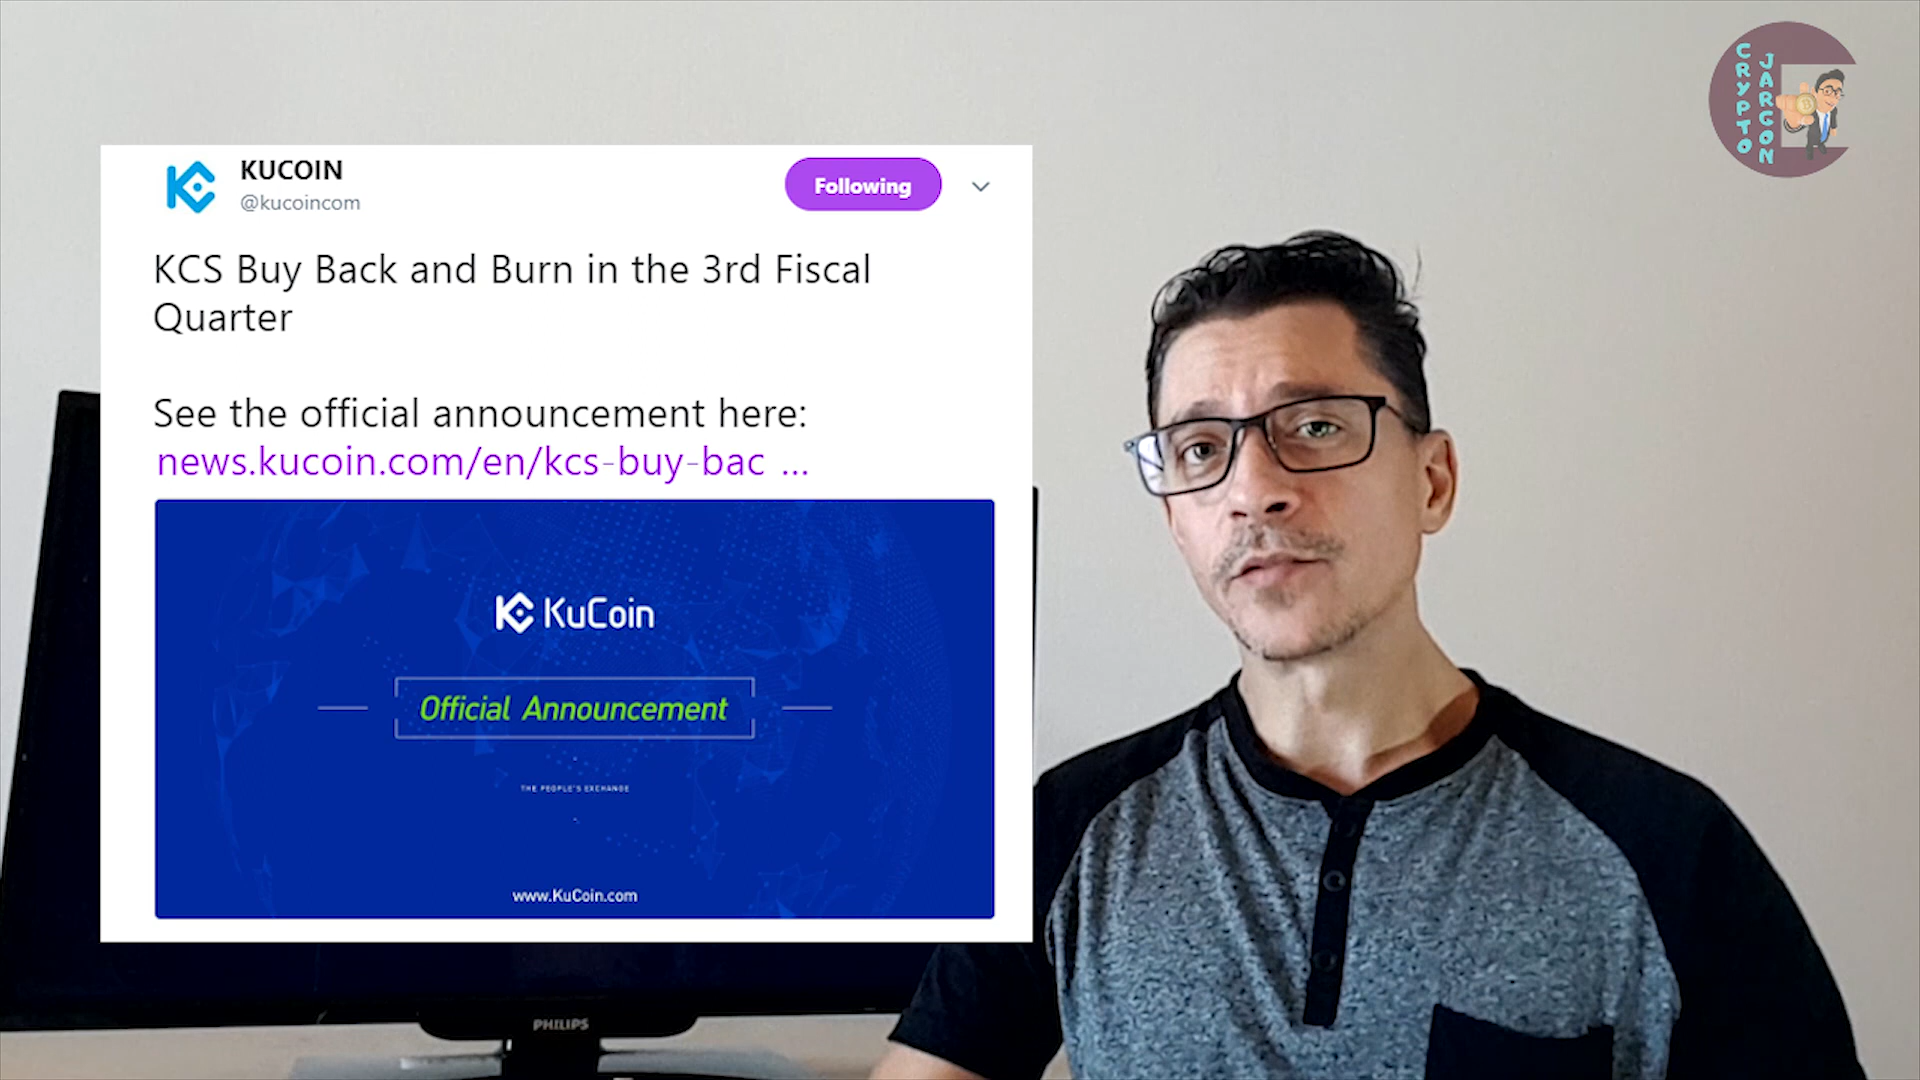 KUCOIN
@kucoincom
Following
KCS Buy Back and Burn in the 3rd Fiscal
Quarter
See the official announcement here:
news.kucoin.com/en/kcs-buy-bac ...
KuCoin
Official Announcement
THE PEOPLE'S EXCHANGE
www.KuCoin.com
PHILIPS
CRYPTO
JARGON